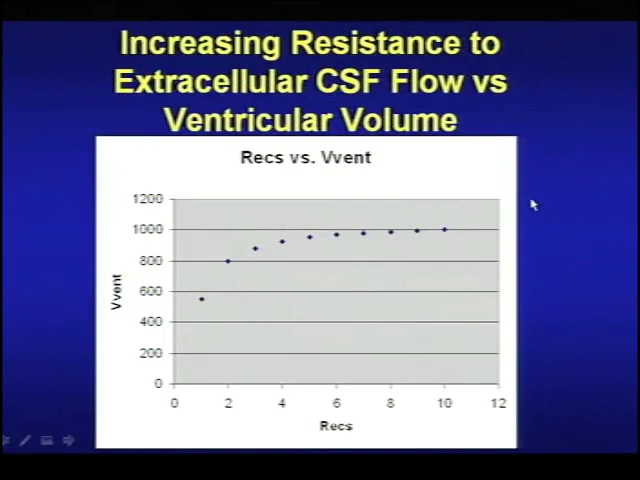 Increasing Resistance to
Extracellular CSF Flow vs
Ventricular Volume
Recs vs. Vvent
1200
1000
800
600
400
200
0
Vvent
0 2 4 6 8 10 12
Recs